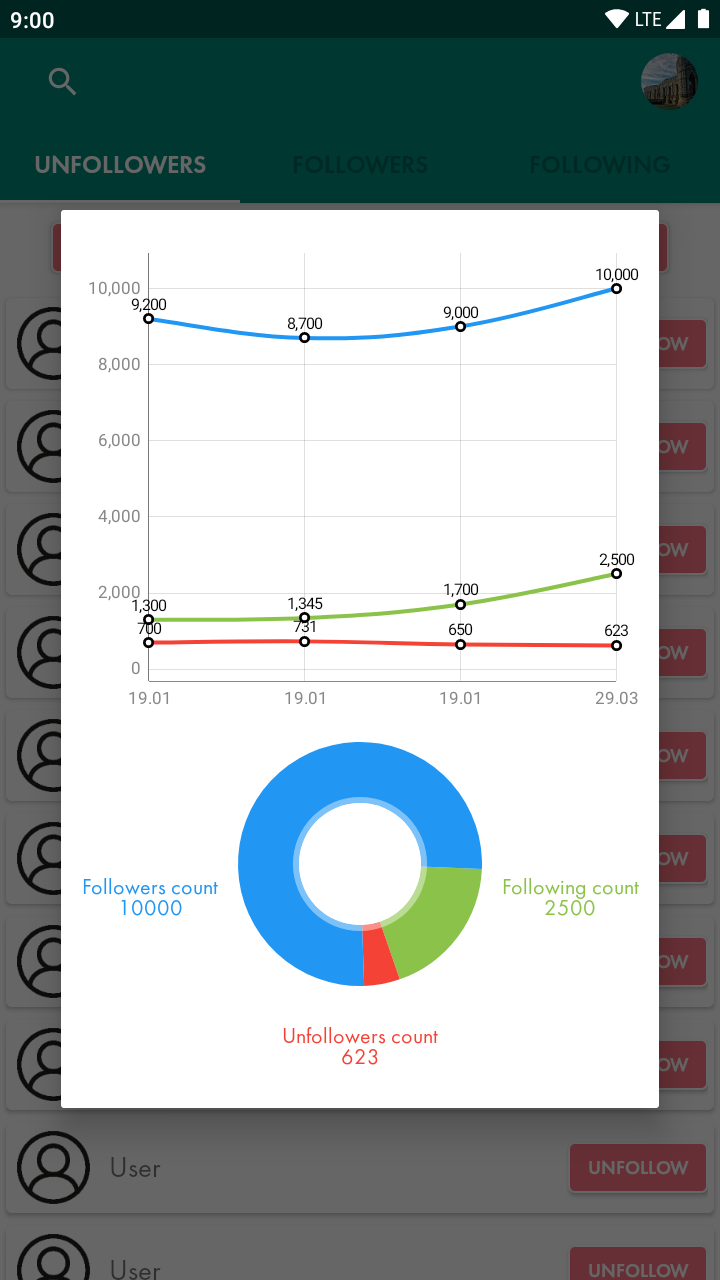 9:00 LTE
UNFOLLOWERS FOLLOWERS FOLLOWING
10,000
9,200 8,700 9,000 10,000
8,000
6,000
4,000
2,000
1,300 1,345 1,700 2,500
700 731 650 623
0
19.01 19.01 19.01 29.03
Followers count
10000
Following count
2500
Unfollowers count
623
OW
OW
OW
OW
OW
OW
OW
OW
User UNFOLLOW
User UNFOLLOW